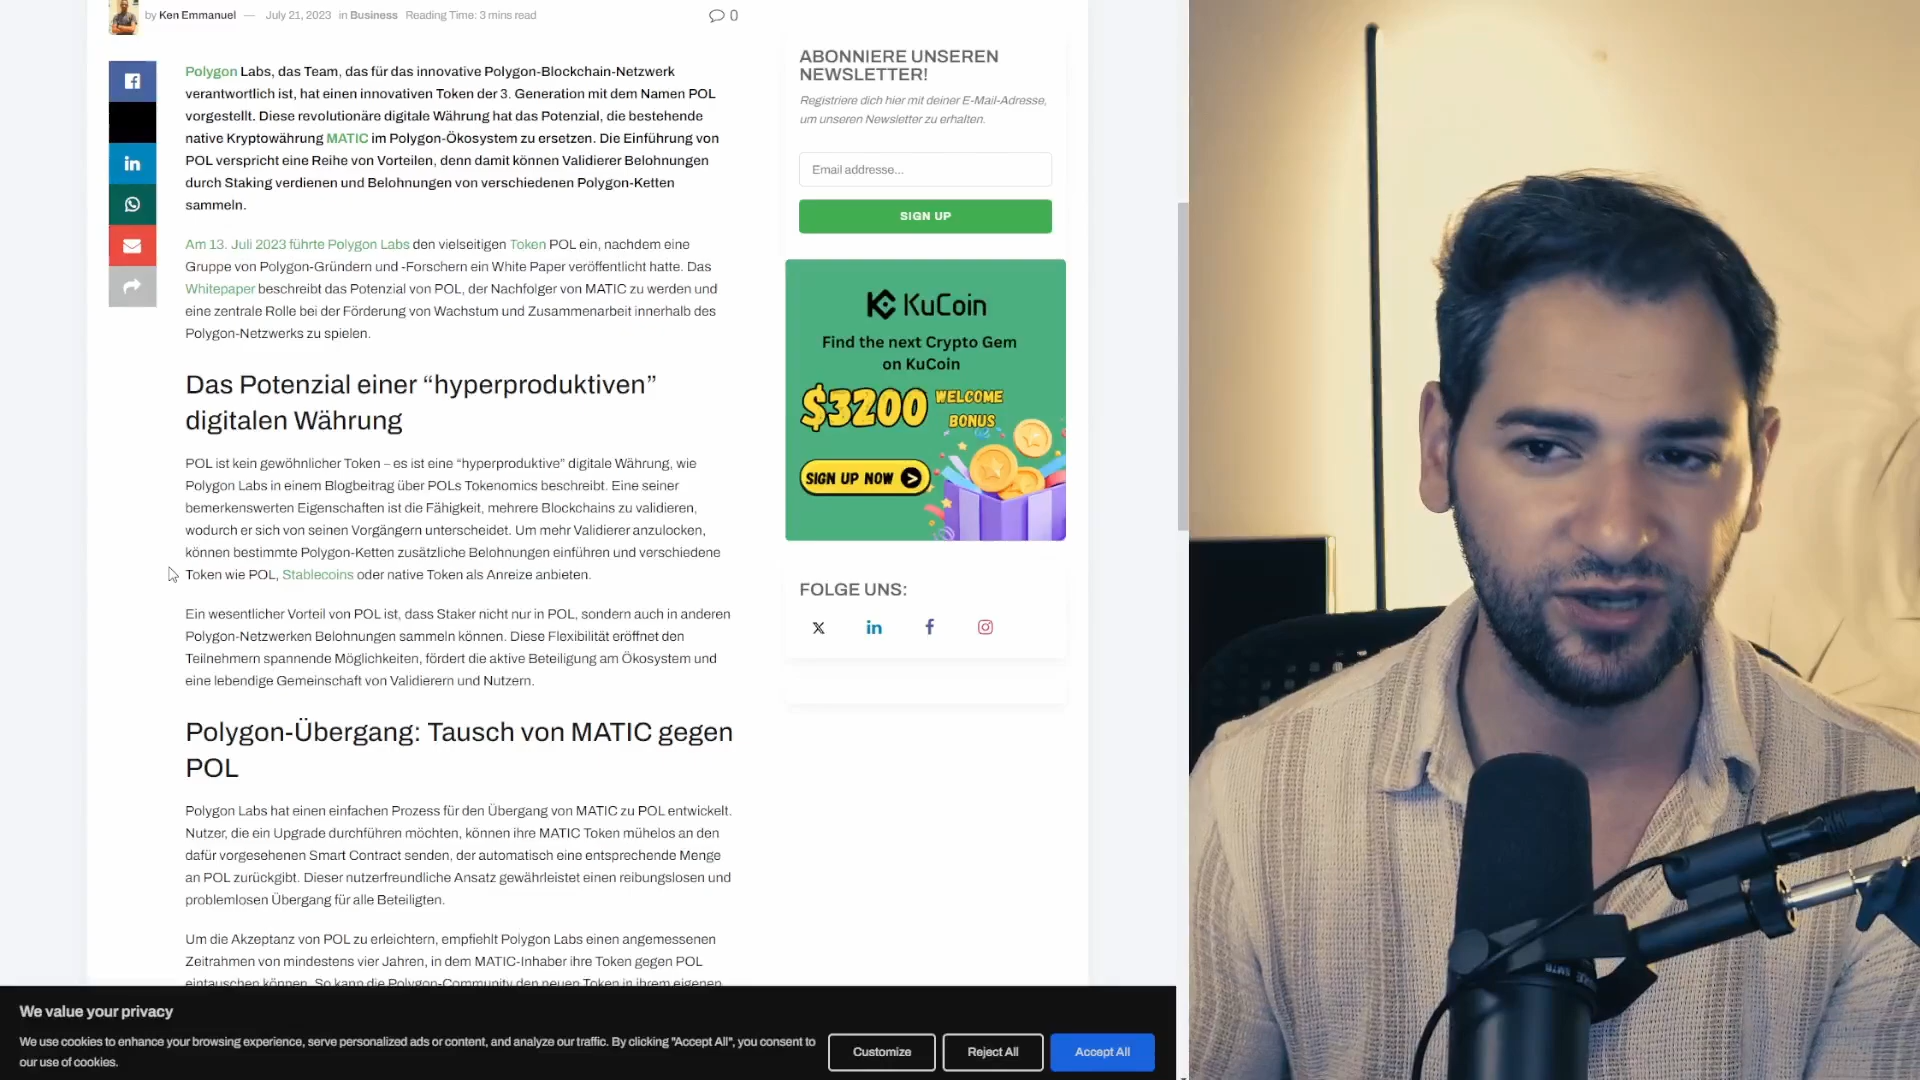 by Ken Emmanuel — July 21, 2023 in Business Reading Time: 3 mins read
0
Polygon Labs, das Team, das für das innovative Polygon-Blockchain-Netzwerk
verantwortlich ist, hat einen innovativen Token der 3. Generation mit dem Namen POL
vorgestellt. Diese revolutionäre digitale Währung hat das Potenzial, die bestehende
native Kryptowährung MATIC im Polygon-Ökosystem zu ersetzen. Die Einführung von
POL verspricht eine Reihe von Vorteilen, denn damit können Validierer Belohnungen
durch Staking verdienen und Belohnungen von verschiedenen Polygon-Ketten
sammeln.
Am 13. Juli 2023 führte Polygon Labs den vielseitigen Token POL ein, nachdem eine
Gruppe von Polygon-Gründern und -Forschern ein White Paper veröffentlicht hatte. Das
Whitepaper beschreibt das Potenzial von POL, der Nachfolger von MATIC zu werden und
eine zentrale Rolle bei der Förderung von Wachstum und Zusammenarbeit innerhalb des
Polygon-Netzwerks zu spielen.
Das Potenzial einer “hyperproduktiven”
digitalen Währung
POL ist kein gewöhnlicher Token – es ist eine “hyperproduktive” digitale Währung, wie
Polygon Labs in einem Blogbeitrag über POLs Tokenomics beschreibt. Eine seiner
bemerkenswerten Eigenschaften ist die Fähigkeit, mehrere Blockchains zu validieren,
wodurch er sich von seinen Vorgängern unterscheidet. Um mehr Validierer anzulocken,
können bestimmte Polygon-Ketten zusätzliche Belohnungen einführen und verschiedene
Token wie POL, Stablecoins oder native Token als Anreize anbieten.
Ein wesentlicher Vorteil von POL ist, dass Staker nicht nur in POL, sondern auch in anderen
Polygon-Netzwerken Belohnungen sammeln können. Diese Flexibilität eröffnet den
Teilnehmern spannende Möglichkeiten, fördert die aktive Beteiligung am Ökosystem und
eine lebendige Gemeinschaft von Validierern und Nutzern.
Polygon-Übergang: Tausch von MATIC gegen
POL
Polygon Labs hat einen einfachen Prozess für den Übergang von MATIC zu POL entwickelt.
Nutzer, die ein Upgrade durchführen möchten, können ihre MATIC Token mühelos an den
dafür vorgesehenen Smart Contract senden, der automatisch eine entsprechende Menge
an POL zurückgibt. Dieser nutzerfreundliche Ansatz gewährleistet einen reibungslosen und
problemlosen Übergang für alle Beteiligten.
Um die Akzeptanz von POL zu erleichtern, empfiehlt Polygon Labs einen angemessenen
Zeitrahmen von mindestens vier Jahren, in dem MATIC-Inhaber ihre Token gegen POL
eintauschen können. So kann die Polygon-Community den neuen Token in ihrem eigenen
ABONNIERE UNSEREN
NEWSLETTER!
Registriere dich hier mit deiner E-Mail-Adresse,
um unseren Newsletter zu erhalten.
Email addresse...
SIGN UP
KuCoin
Find the next Crypto Gem
on KuCoin
$3200 WELCOME
BONUS
SIGN UP NOW
FOLGE UNS:
We value your privacy
We use cookies to enhance your browsing experience, serve personalized ads or content, and analyze our traffic. By clicking "Accept All", you consent to
our use of cookies.
Customize
Reject All
Accept All